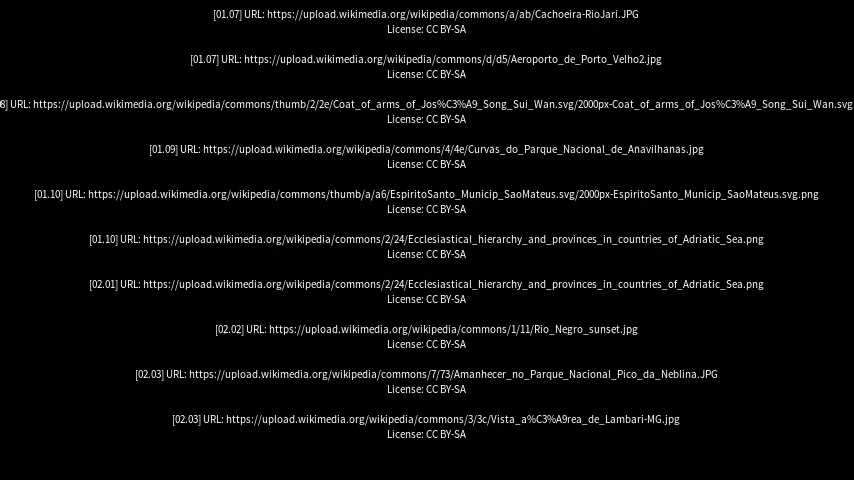 [01.07] URL: https://upload.wikimedia.org/wikipedia/commons/a/ab/Cachoeira-RioJari.JPG
License: CC BY-SA
[01.07] URL: https://upload.wikimedia.org/wikipedia/commons/d/d5/Aeroporto_de_Porto_Velho2.jpg
License: CC BY-SA
8] URL: https://upload.wikimedia.org/wikipedia/commons/thumb/2/2e/Coat_of_arms_of_Jos%C3%A9_Song_Sui_Wan.svg/2000px-Coat_of_arms_of_Jos%C3%A9_Song_Sui_Wan.svg
License: CC BY-SA
[01.09] URL: https://upload.wikimedia.org/wikipedia/commons/4/4e/Curvas_do_Parque_Nacional_de_Anavilhanas.jpg
License: CC BY-SA
[01.10] URL: https://upload.wikimedia.org/wikipedia/commons/thumb/a/a6/EspiritoSanto_Municip_SaoMateus.svg/2000px-EspiritoSanto_Municip_SaoMateus.svg.png
License: CC BY-SA
[01.10] URL: https://upload.wikimedia.org/wikipedia/commons/2/24/Ecclesiastical_hierarchy_and_provinces_in_countries_of_Adriatic_Sea.png
License: CC BY-SA
[02.01] URL: https://upload.wikimedia.org/wikipedia/commons/2/24/Ecclesiastical_hierarchy_and_provinces_in_countries_of_Adriatic_Sea.png
License: CC BY-SA
[02.02] URL: https://upload.wikimedia.org/wikipedia/commons/1/11/Rio_Negro_sunset.jpg
License: CC BY-SA
[02.03] URL: https://upload.wikimedia.org/wikipedia/commons/7/73/Amanhecer_no_Parque_Nacional_Pico_da_Neblina.JPG
License: CC BY-SA
[02.03] URL: https://upload.wikimedia.org/wikipedia/commons/3/3c/Vista_a%C3%A9rea_de_Lambari-MG.jpg
License: CC BY-SA